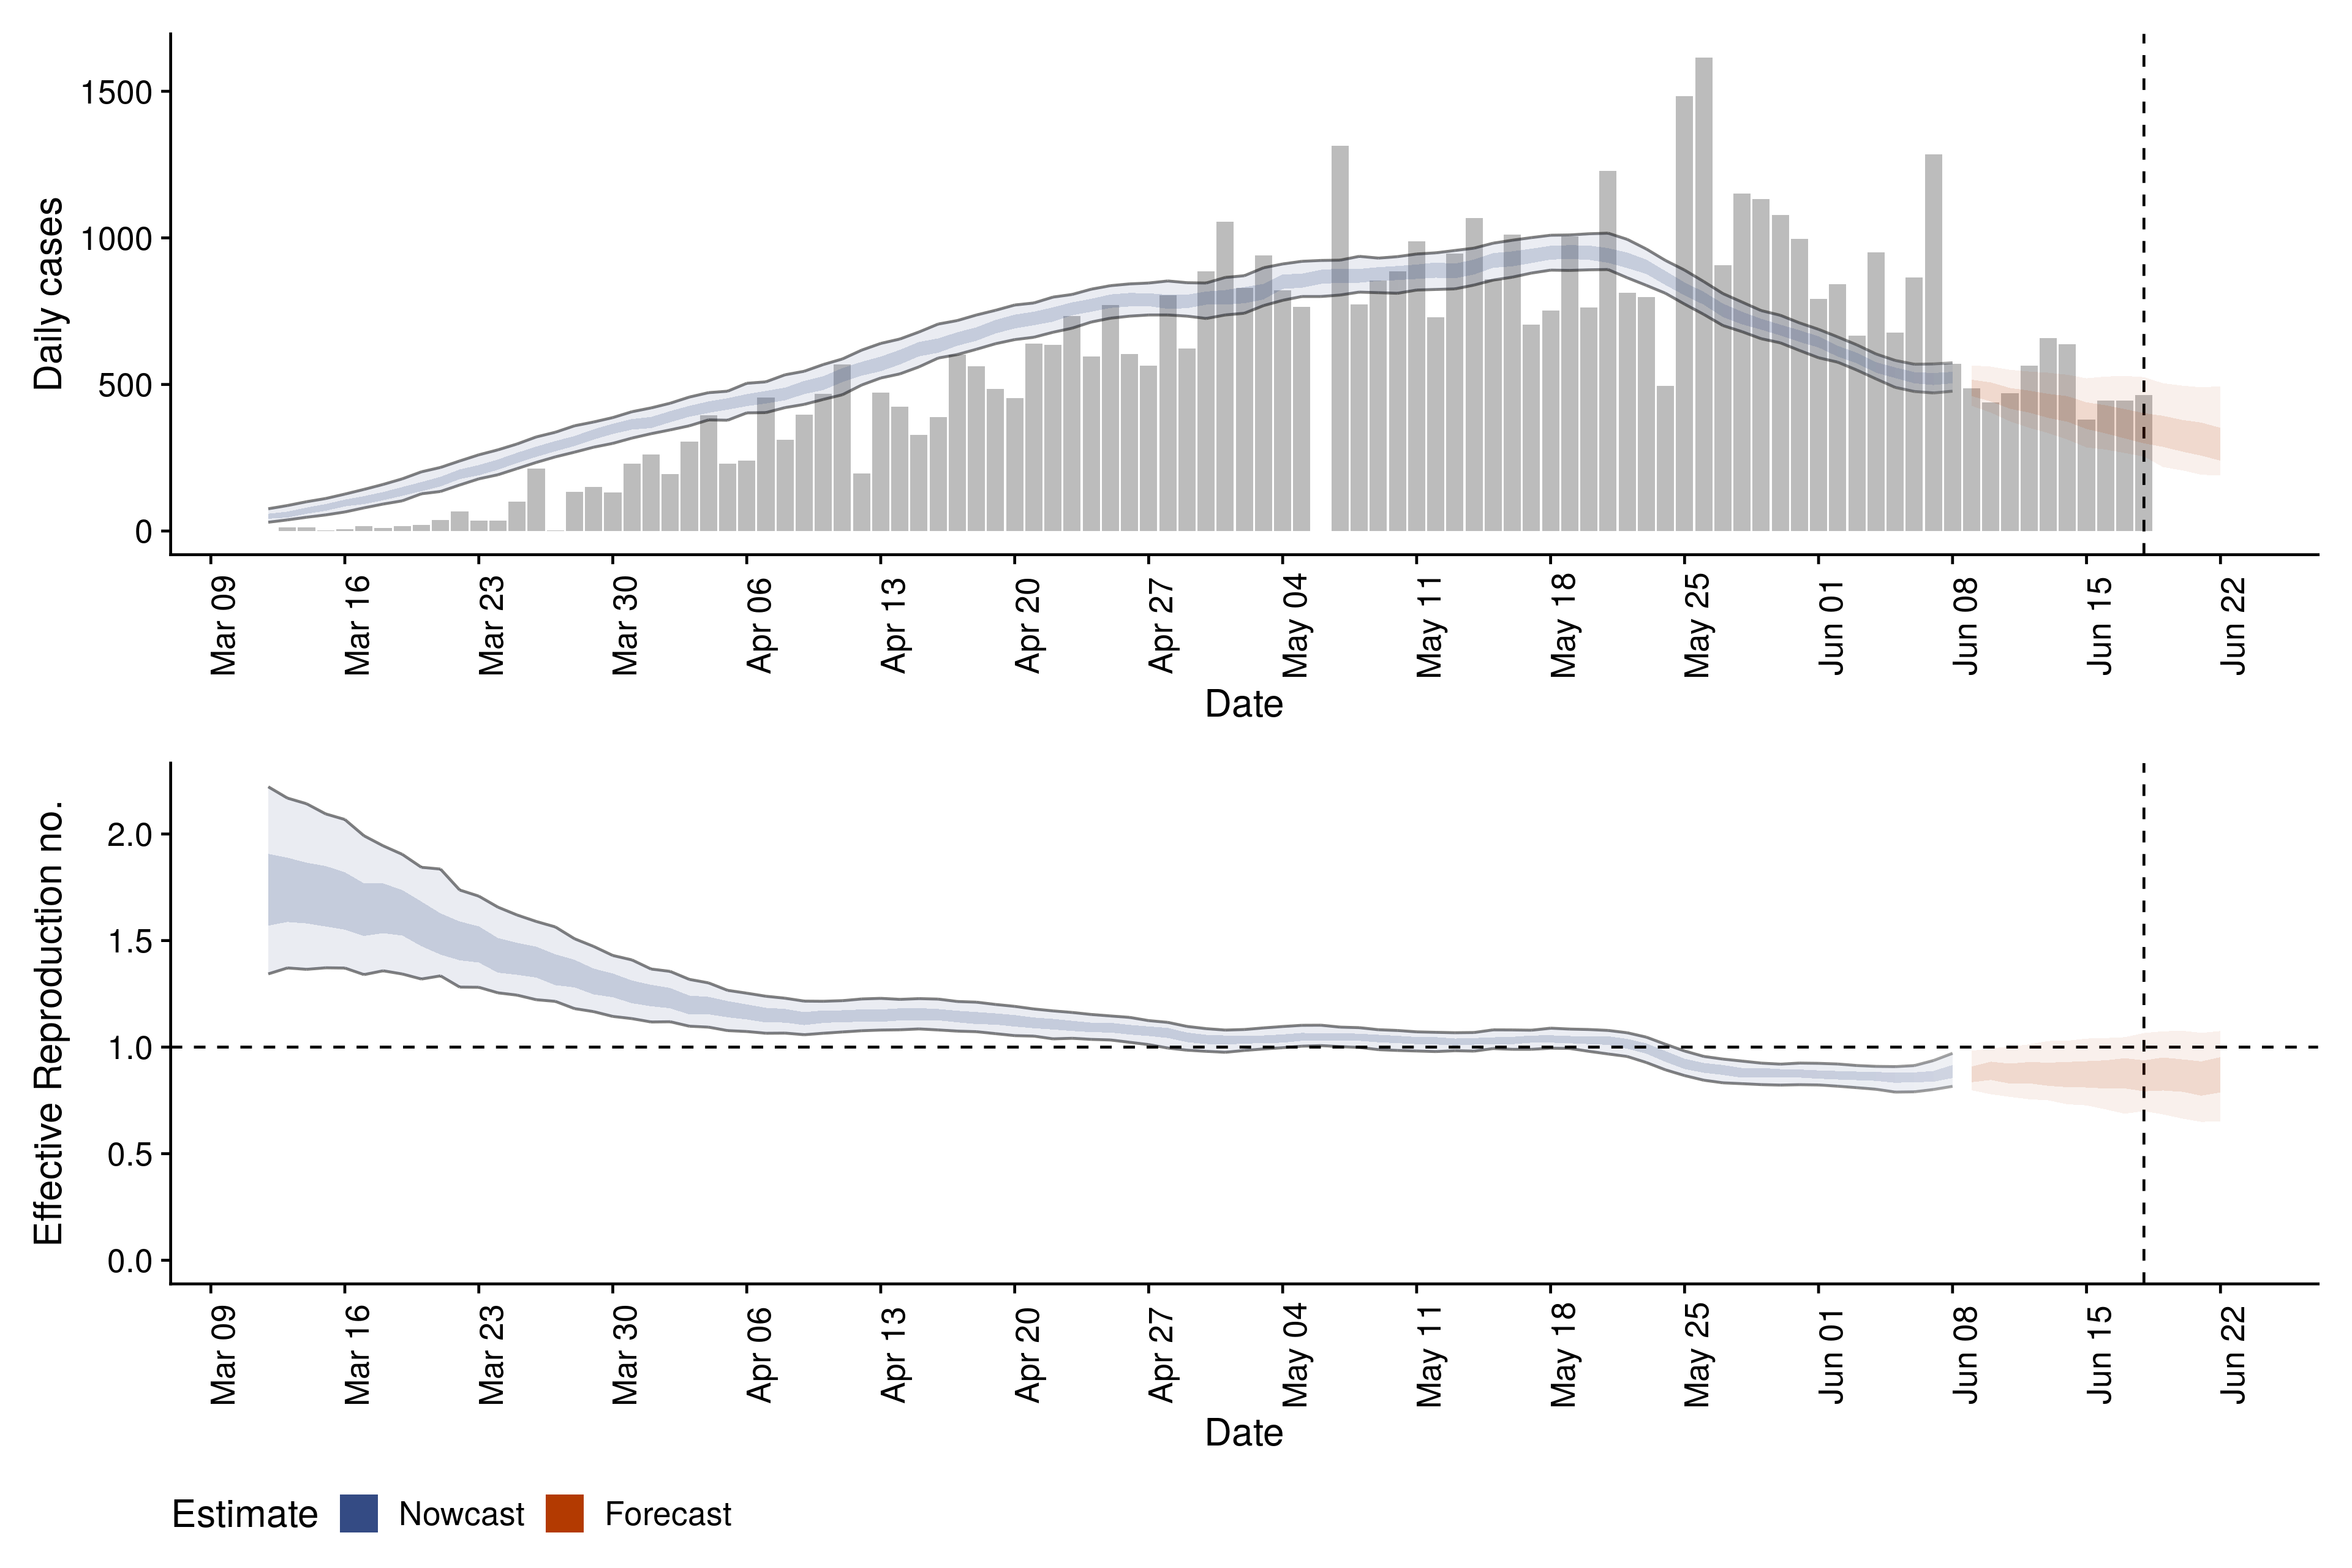 Daily cases
1500
1000
500
0
Mar 09 Mar 16 Mar 23 Mar 30 Apr 06 Apr 13 Apr 20 Apr 27 May 04 May 11 May 18 May 25 Jun 01 Jun 08 Jun 15 Jun 22
Date
Effective Reproduction no.
2.0
1.5
1.0
0.5
0.0
Mar 09 Mar 16 Mar 23 Mar 30 Apr 06 Apr 13 Apr 20 Apr 27 May 04 May 11 May 18 May 25 Jun 01 Jun 08 Jun 15 Jun 22
Date
Estimate Nowcast Forecast